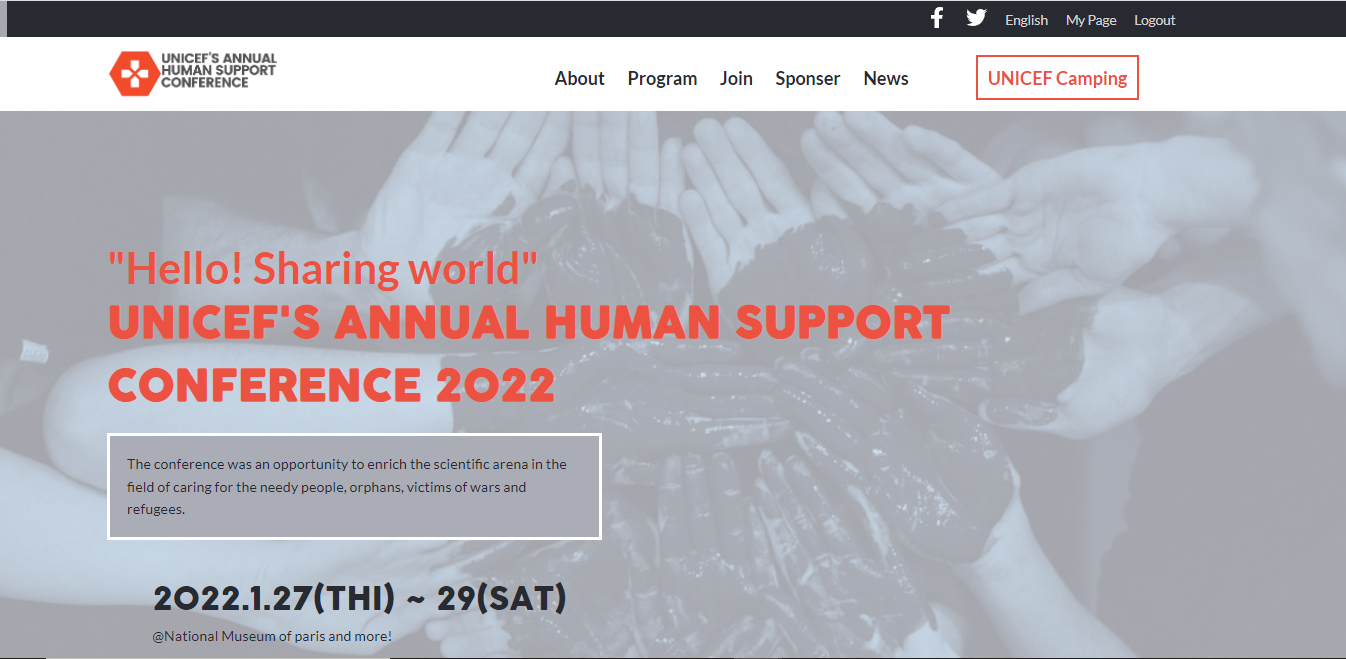 English My Page Logout
UNICEF'S ANNUAL
HUMAN SUPPORT
CONFERENCE
About Program Join Sponser News
UNICEF Camping
"Hello! Sharing world"
UNICEF'S ANNUAL HUMAN SUPPORT
CONFERENCE 2022
The conference was an opportunity to enrich the scientific arena in the
field of caring for the needy people, orphans, victims of wars and
refugees.
2022.1.27(THI) ~ 29(SAT)
@National Museum of paris and more!